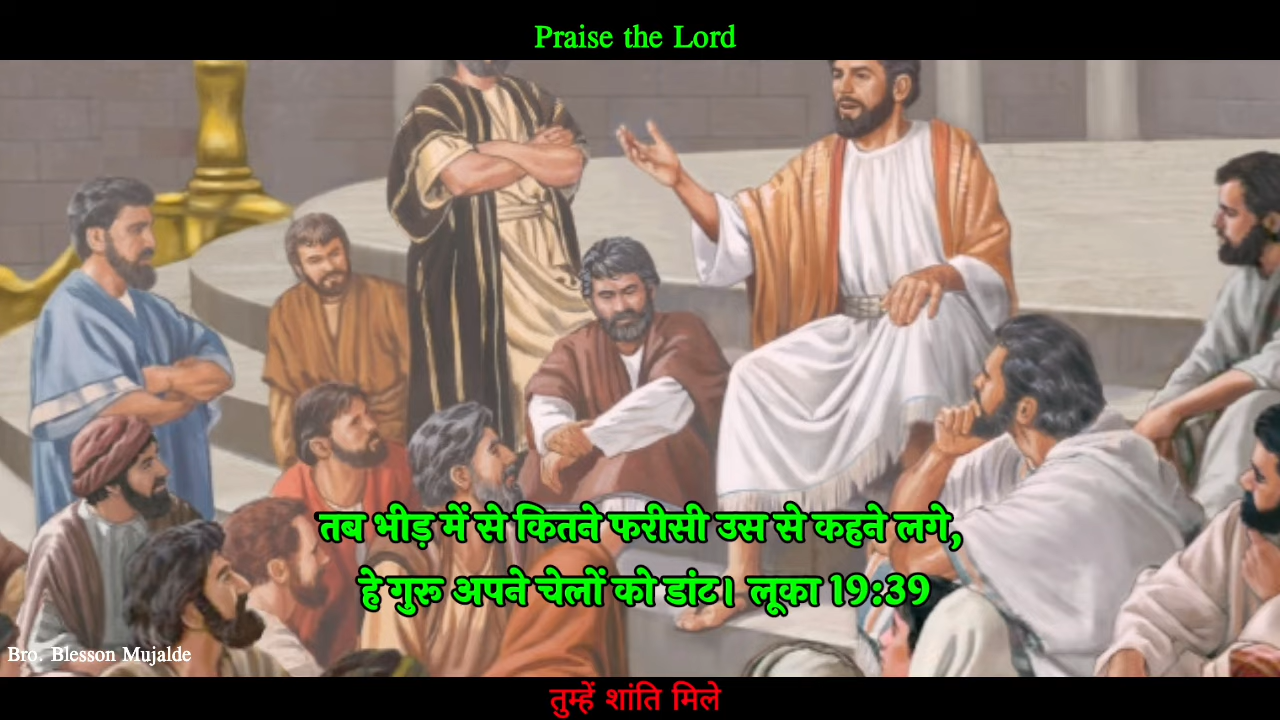 Praise the Lord
तब भीड़ में से कितने फरीसी उस से कहने लगे,
हे गुरू अपने चेलों को डांट। लूका 19:39
Bro. Blesson Mujalde
तुम्हें शांति मिले